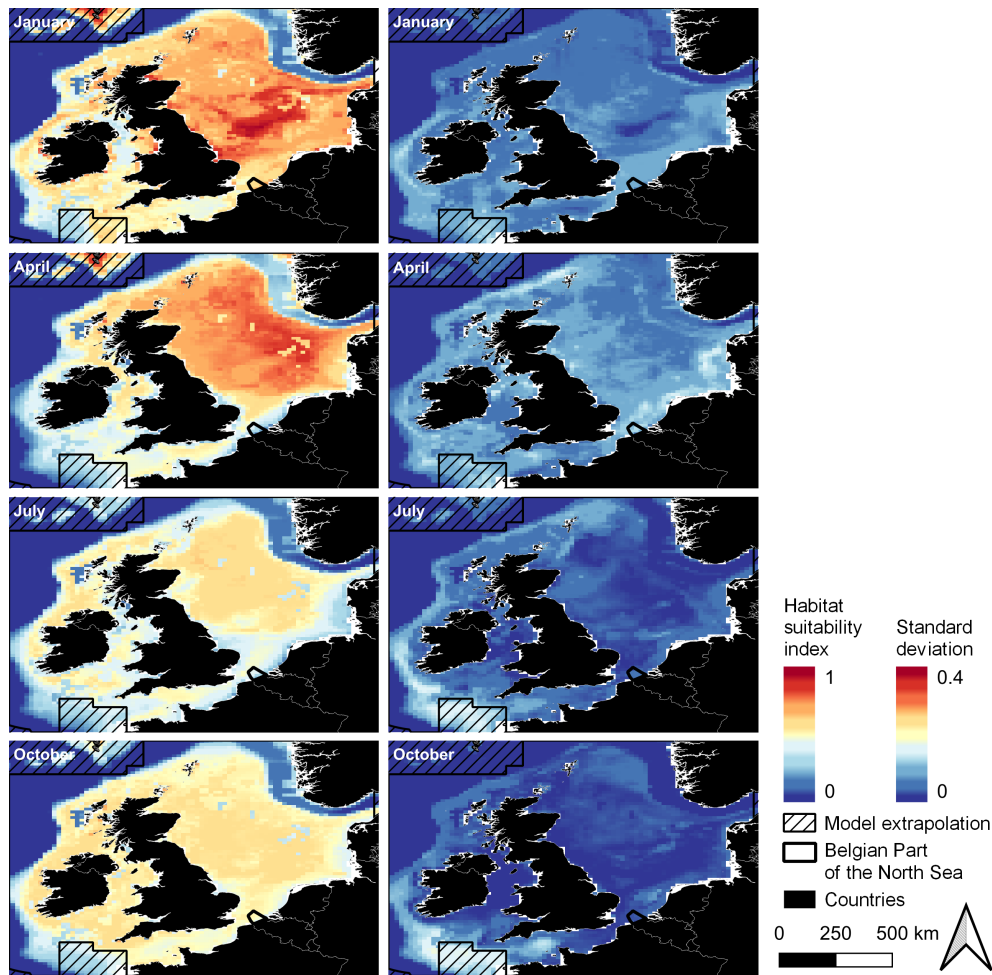 January
January
April
April
July
July
October
October
Habitat
suitability
index
Standard
deviation
1
0.4
0
0
Model extrapolation
Belgian Part
of the North Sea
Countries
0 250 500 km